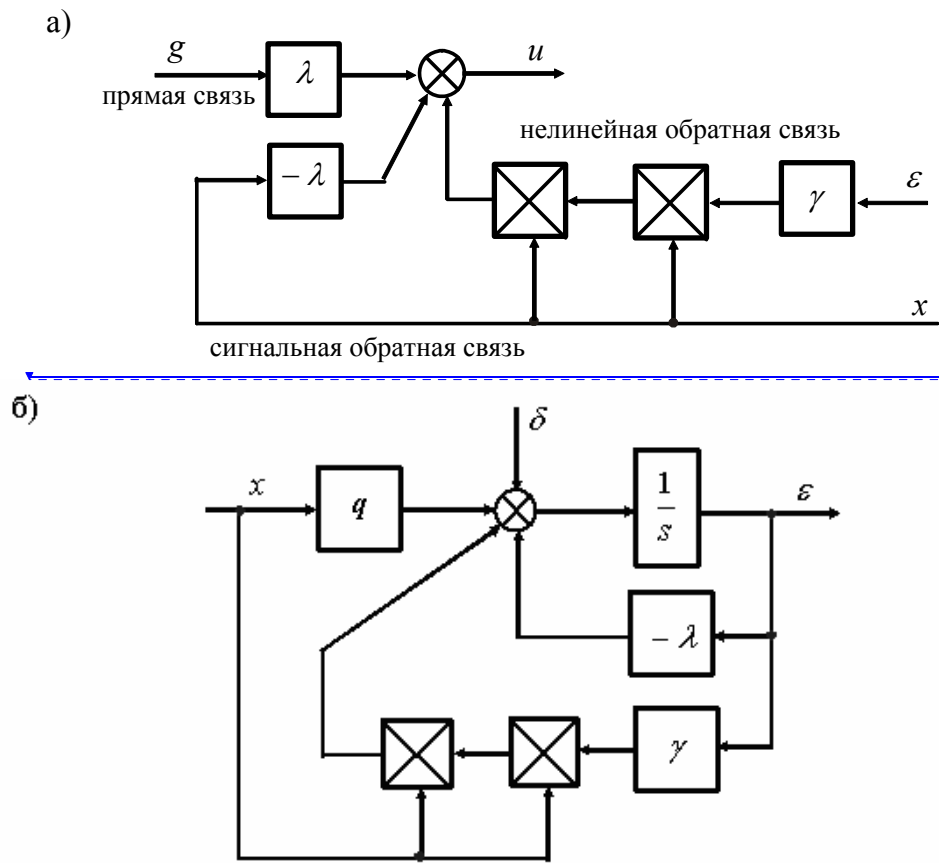 а)
g
λ
u
прямая связь
нелинейная обратная связь
− λ
γ
ε
x
сигнальная обратная связь
б)
δ
x
q
1
s
ε
− λ
γ